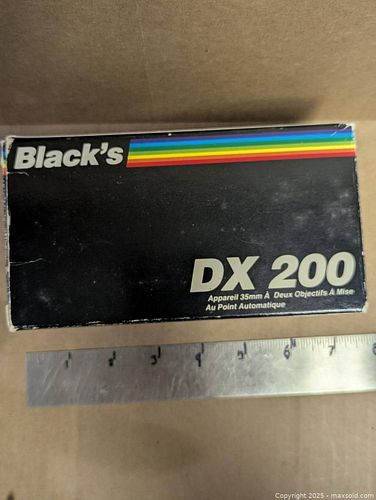 Black's
DX 200
Appareil 35mm À Deux Objectifs À Mise
Au Point Automatique
1 2 3 4 5 6 7 8
Copyright © 2025 - maxsold.com